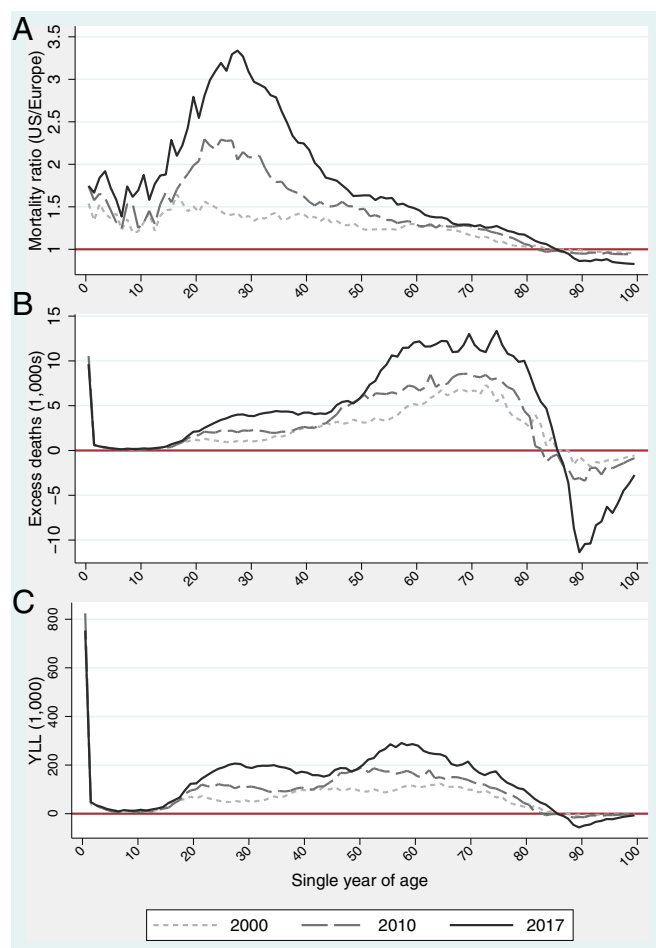 A
Mortality ratio (US/Europe)
3.5
3
2.5
2
1.5
1
0 10 20 30 40 50 60 70 80 90 100
B
Excess deaths (1,000s)
15
10
5
0
−5
−10
0 10 20 30 40 50 60 70 80 90 100
C
YLL (1,000)
800
600
400
200
0
0 10 20 30 40 50 60 70 80 90 100
Single year of age
2000 2010 2017